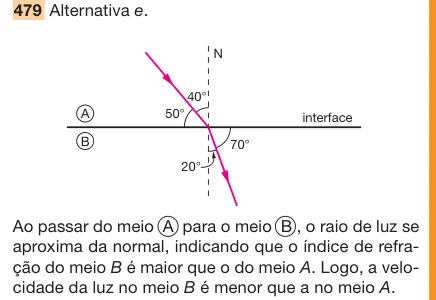 479 Alternativa e.
N
40°
50°
A
interface
B
70°
20°
Ao passar do meio A para o meio B, o raio de luz se
aproxima da normal, indicando que o índice de refra-
ção do meio B é maior que o do meio A. Logo, a velo-
cidade da luz no meio B é menor que a no meio A.